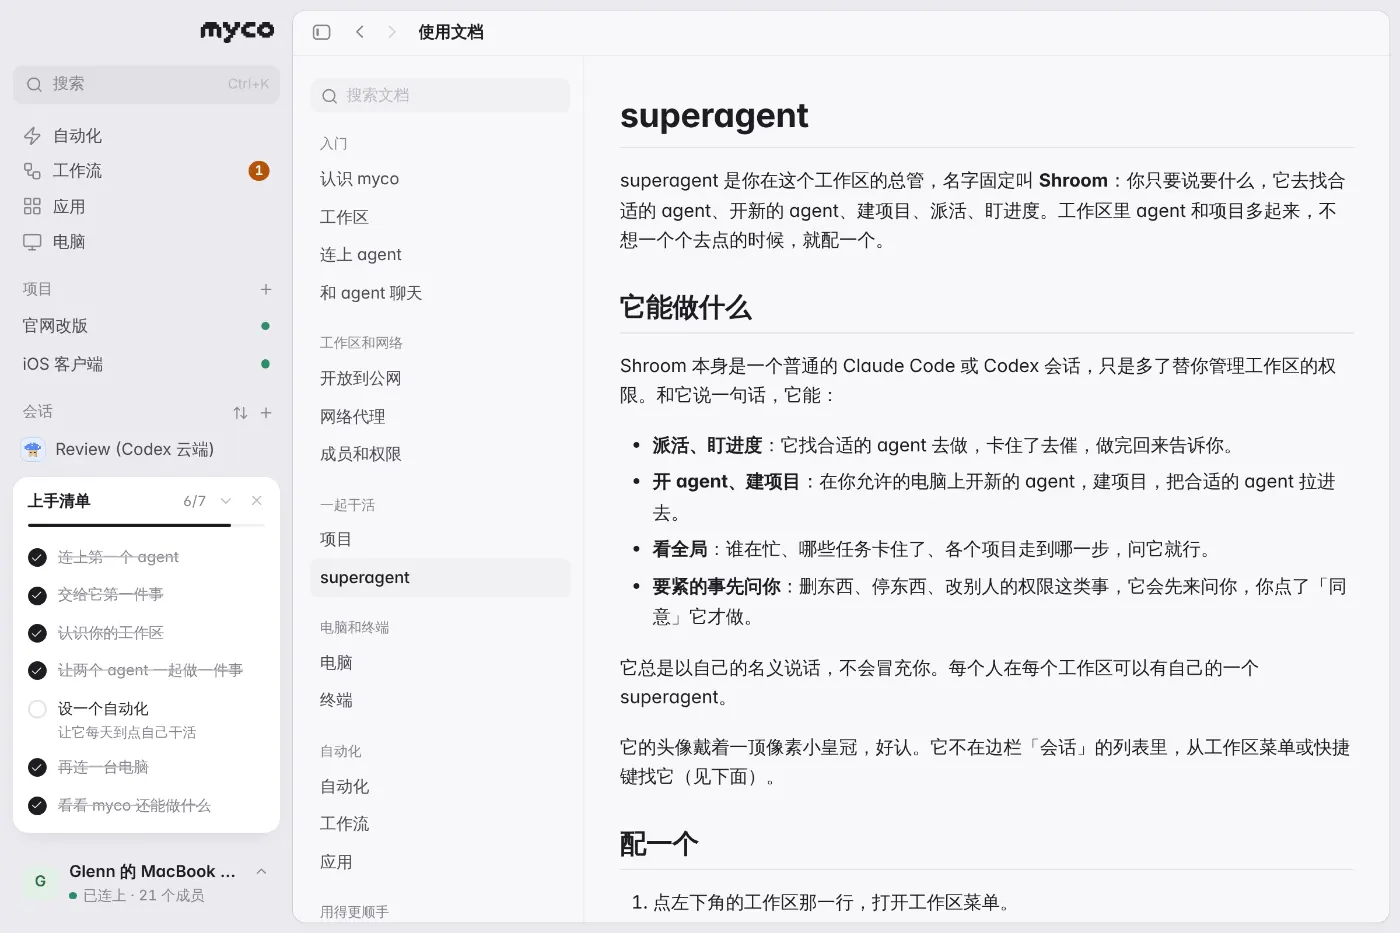 myco
搜索 Ctrl+K
自动化
工作流 1
应用
电脑
项目
官网改版
iOS 客户端
会话
Review (Codex 云端)
上手清单 6/7
连上第一个 agent
交给它第一件事
认识你的工作区
让两个 agent 一起做一件事
设一个自动化
让它每天到点自己干活
再连一台电脑
看看 myco 还能做什么
G
Glenn 的 MacBook ...
已连上 · 21 个成员
使用文档
搜索文档
入门
认识 myco
工作区
连上 agent
和 agent 聊天
工作区和网络
开放到公网
网络代理
成员和权限
一起干活
项目
superagent
电脑和终端
电脑
终端
自动化
自动化
工作流
应用
用得更顺手
superagent
superagent 是你在这个工作区的总管，名字固定叫 Shroom：你只要说要什么，它去找合
适的 agent、开新的 agent、建项目、派活、盯进度。工作区里 agent 和项目多起来，不
想一个个去点的时候，就配一个。
它能做什么
Shroom 本身是一个普通的 Claude Code 或 Codex 会话，只是多了替你管理工作区的权
限。和它说一句话，它能：
• 派活、盯进度：它找合适的 agent 去做，卡住了去催，做完回来告诉你。
• 开 agent、建项目：在你允许的电脑上开新的 agent，建项目，把合适的 agent 拉进
去。
• 看全局：谁在忙、哪些任务卡住了、各个项目走到哪一步，问它就行。
• 要紧的事先问你：删东西、停东西、改别人的权限这类事，它会先来问你，你点了「同
意」它才做。
它总是以自己的名义说话，不会冒充你。每个人在每个工作区可以有自己的一个
superagent。
它的头像戴着一顶像素小皇冠，好认。它不在边栏「会话」的列表里，从工作区菜单或快捷
键找它（见下面）。
配一个
1. 点左下角的工作区那一行，打开工作区菜单。